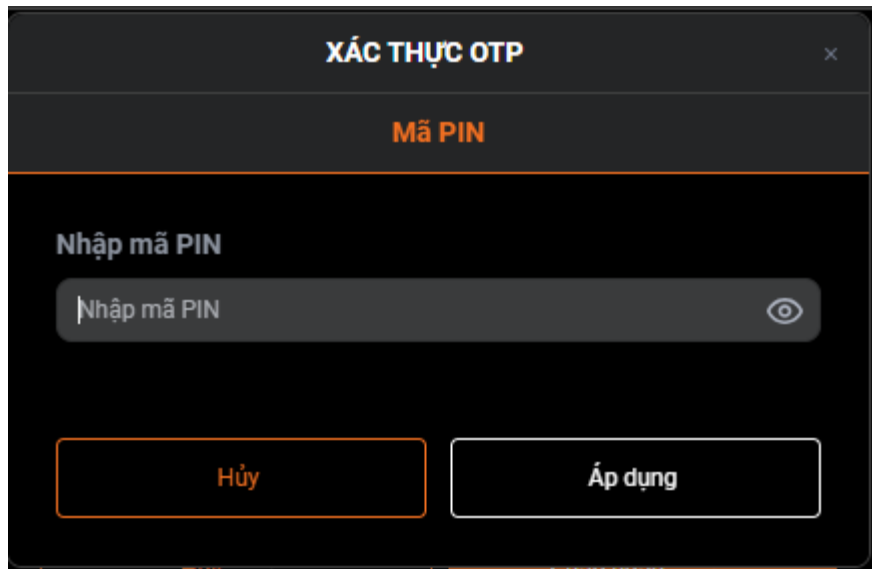 XÁC THỰC OTP
Mã PIN
Nhập mã PIN
Nhập mã PIN
Hủy
Áp dụng